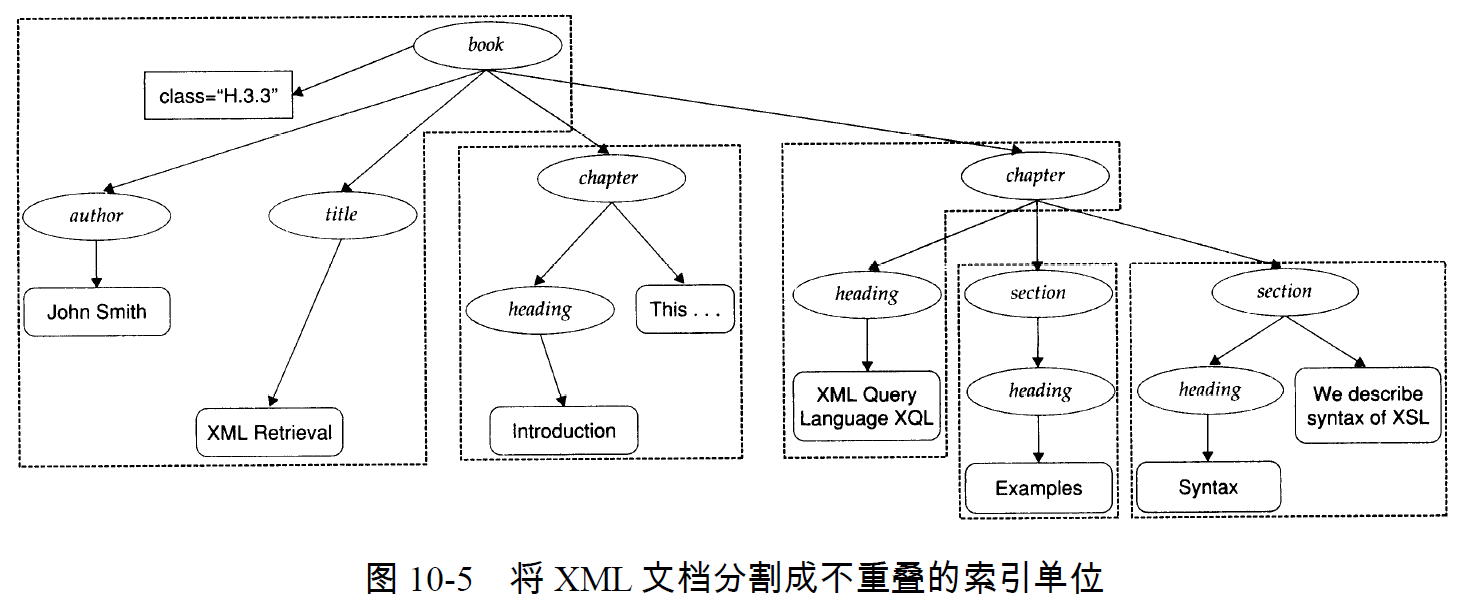 book
class="H.3.3"
chapter
chapter
author
title
heading
section
section
John Smith
heading
This . . .
XML Query
Language XQL
heading
heading
We describe
syntax of XSL
XML Retrieval
Introduction
Examples
Syntax
图 10-5 将 XML 文档分割成不重叠的索引单位